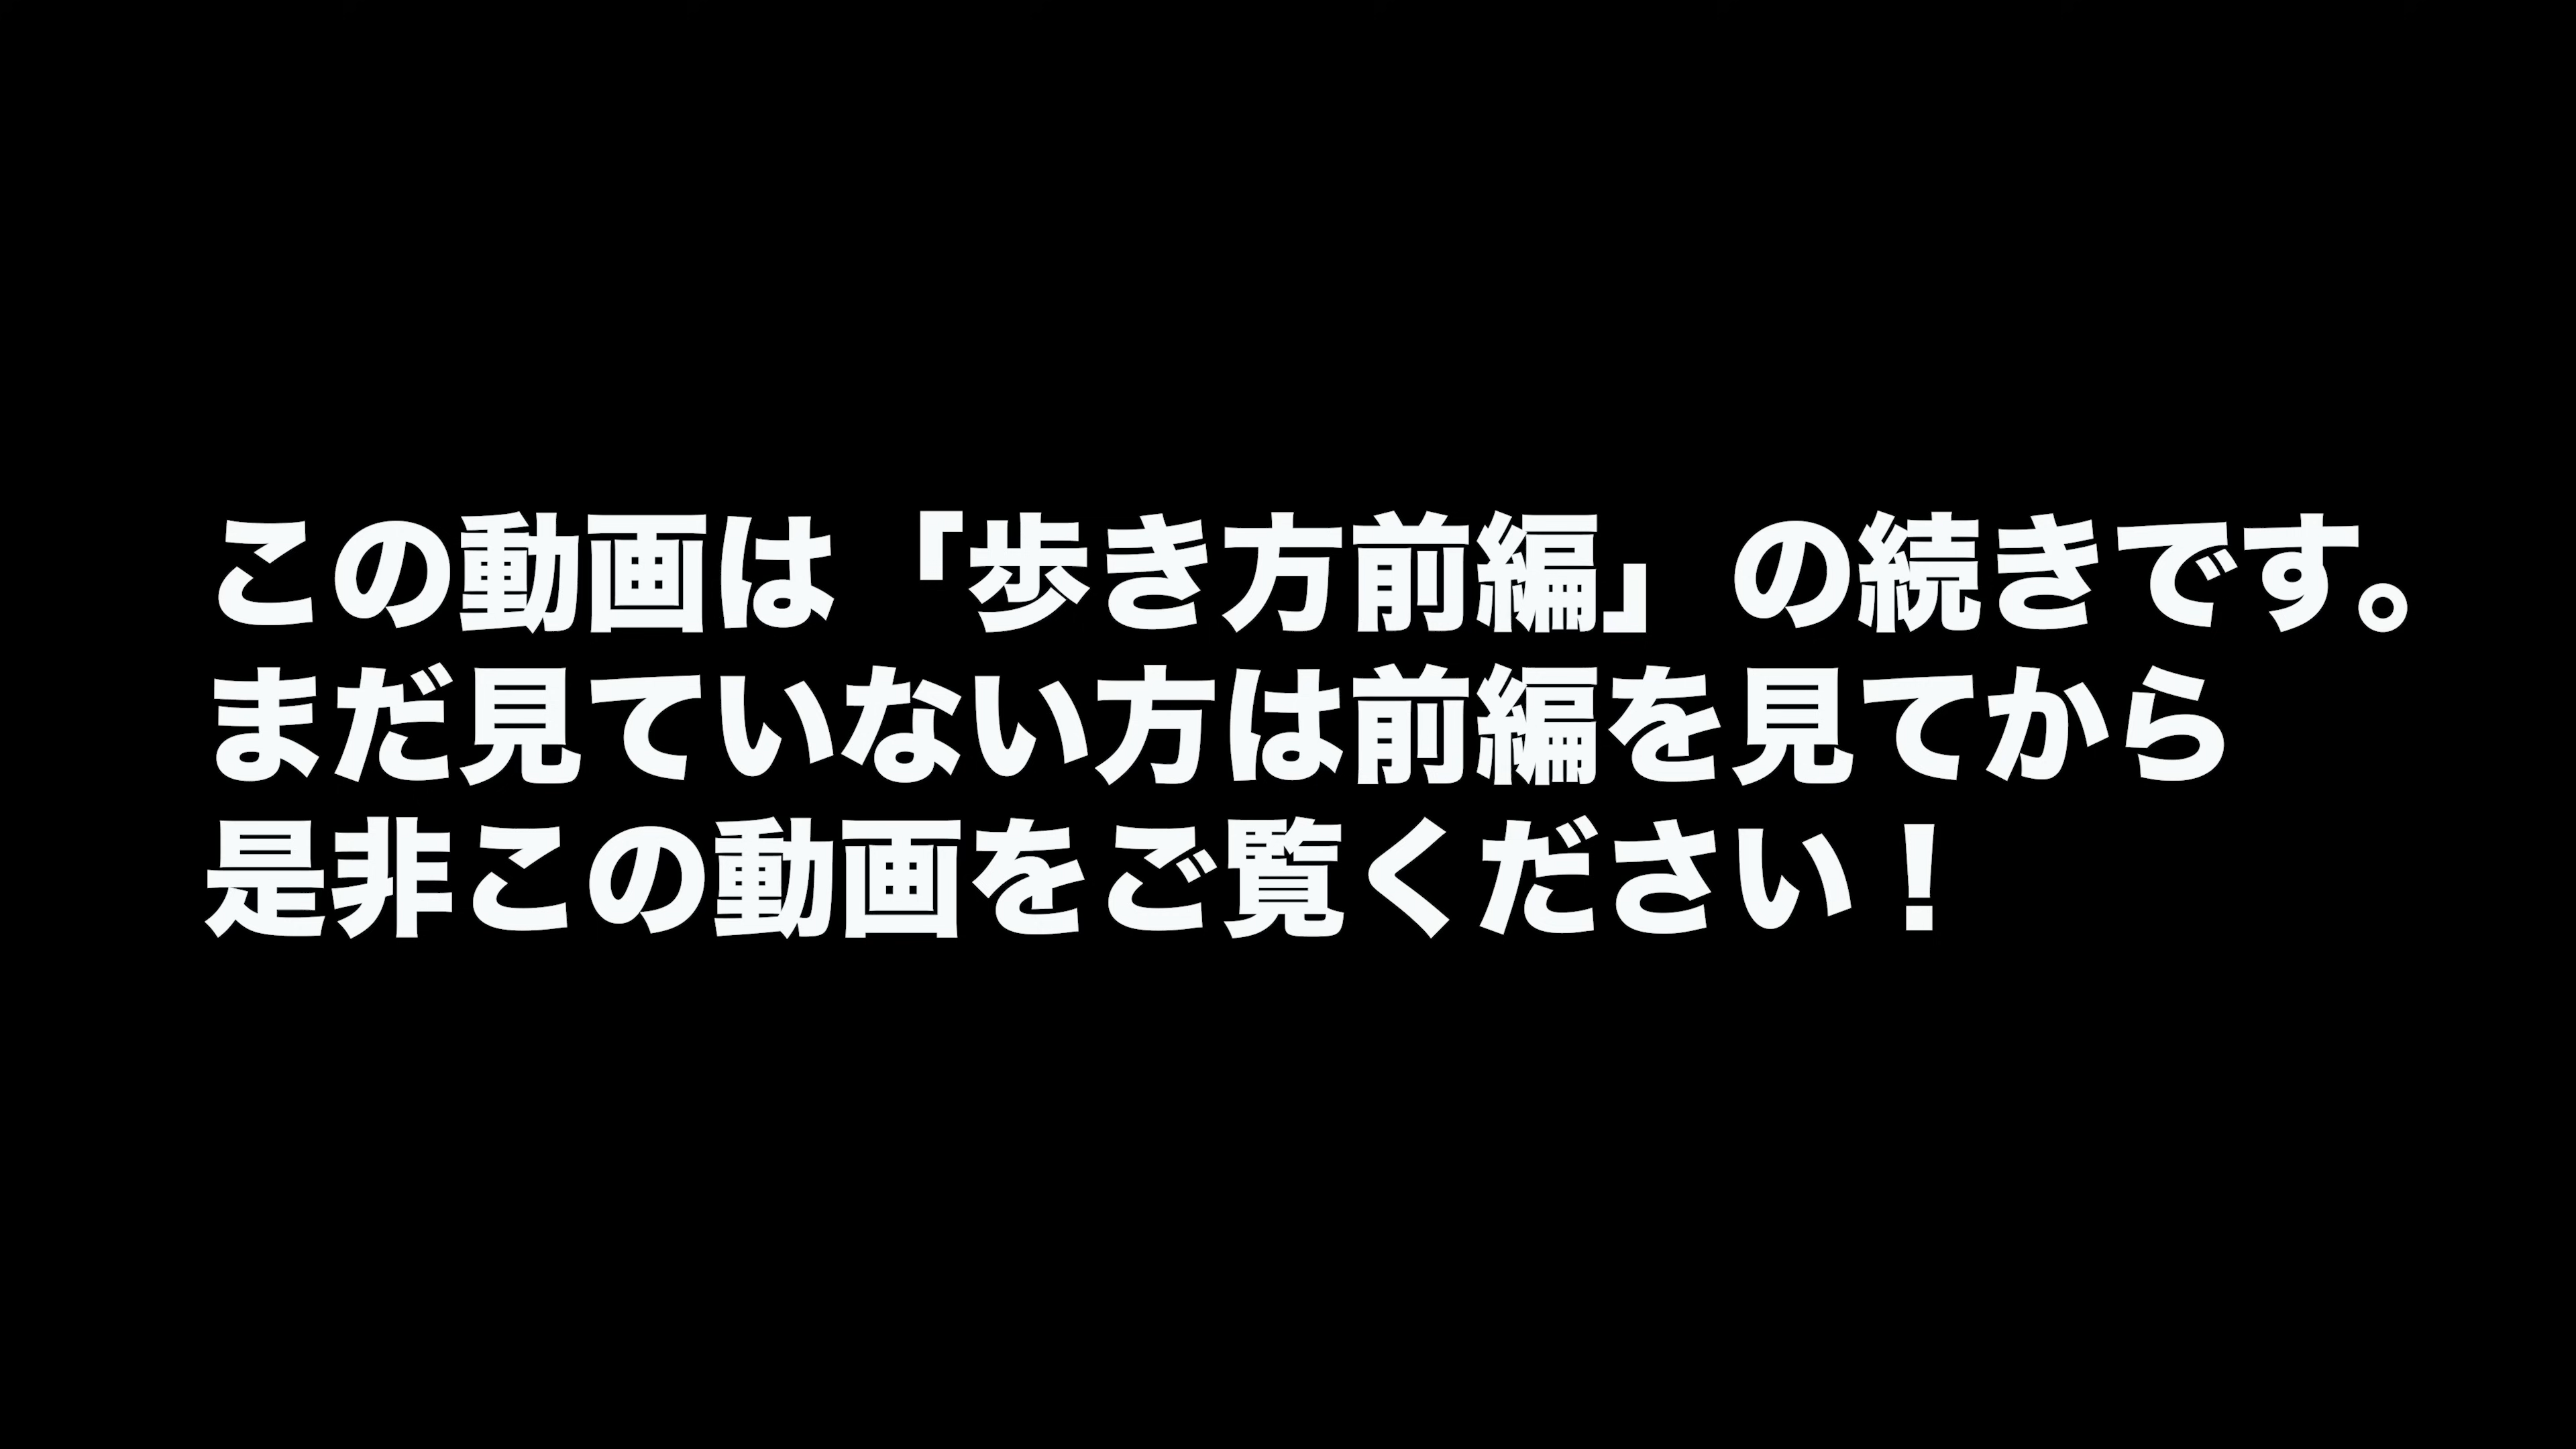 この動画は「歩き方前編」の続きです。
まだ見ていない方は前編を見てから
是非この動画をご覧ください！